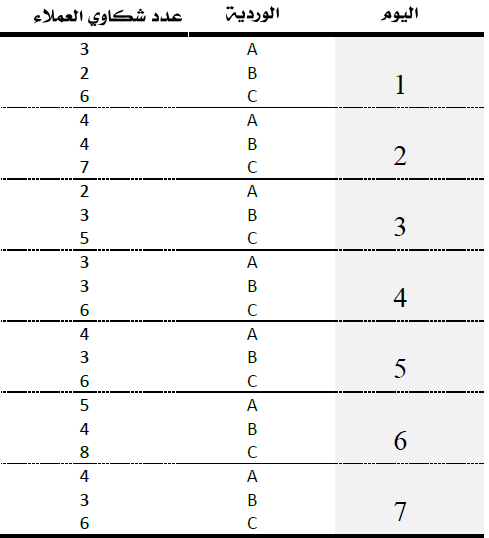 اليوم الوردية عدد شكاوي العملاء
A 3
1 B 2
C 6
A 4
2 B 4
C 7
A 2
3 B 3
C 5
A 3
4 B 3
C 6
A 4
5 B 3
C 6
A 5
6 B 4
C 8
A 4
7 B 3
C 6